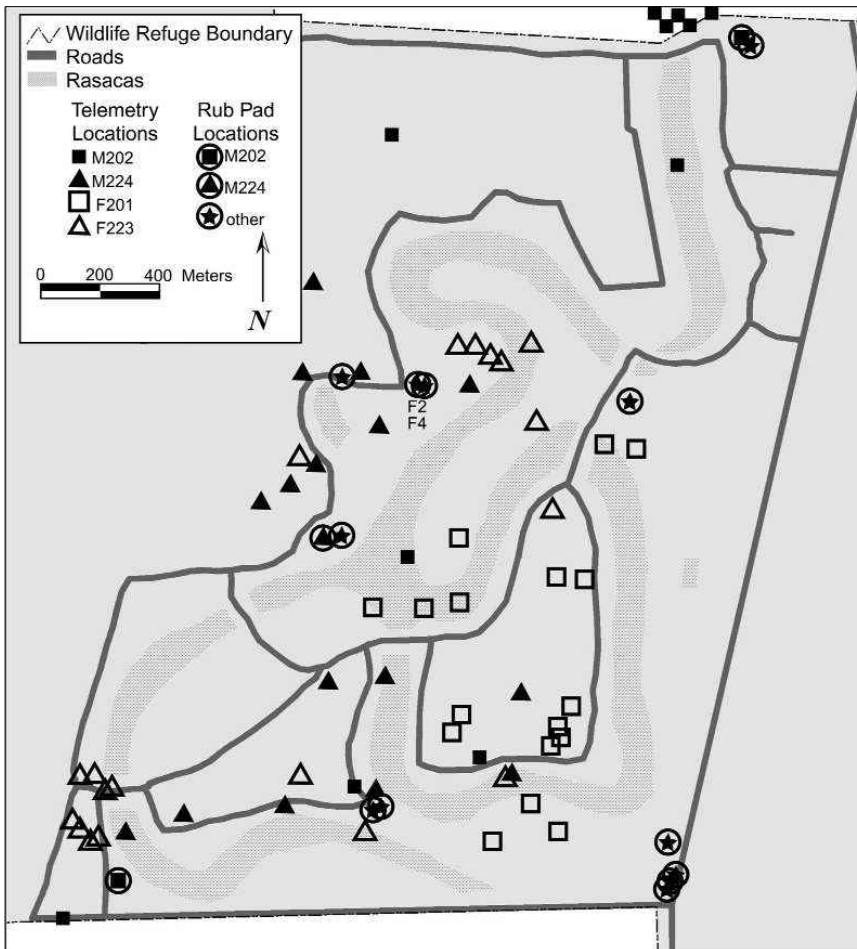 Wildlife Refuge Boundary
Roads
Rasacas
Telemetry
Locations
M202
M224
F201
F223
Rub Pad
Locations
M202
M224
other
0 200 400 Meters
N
F2
F4